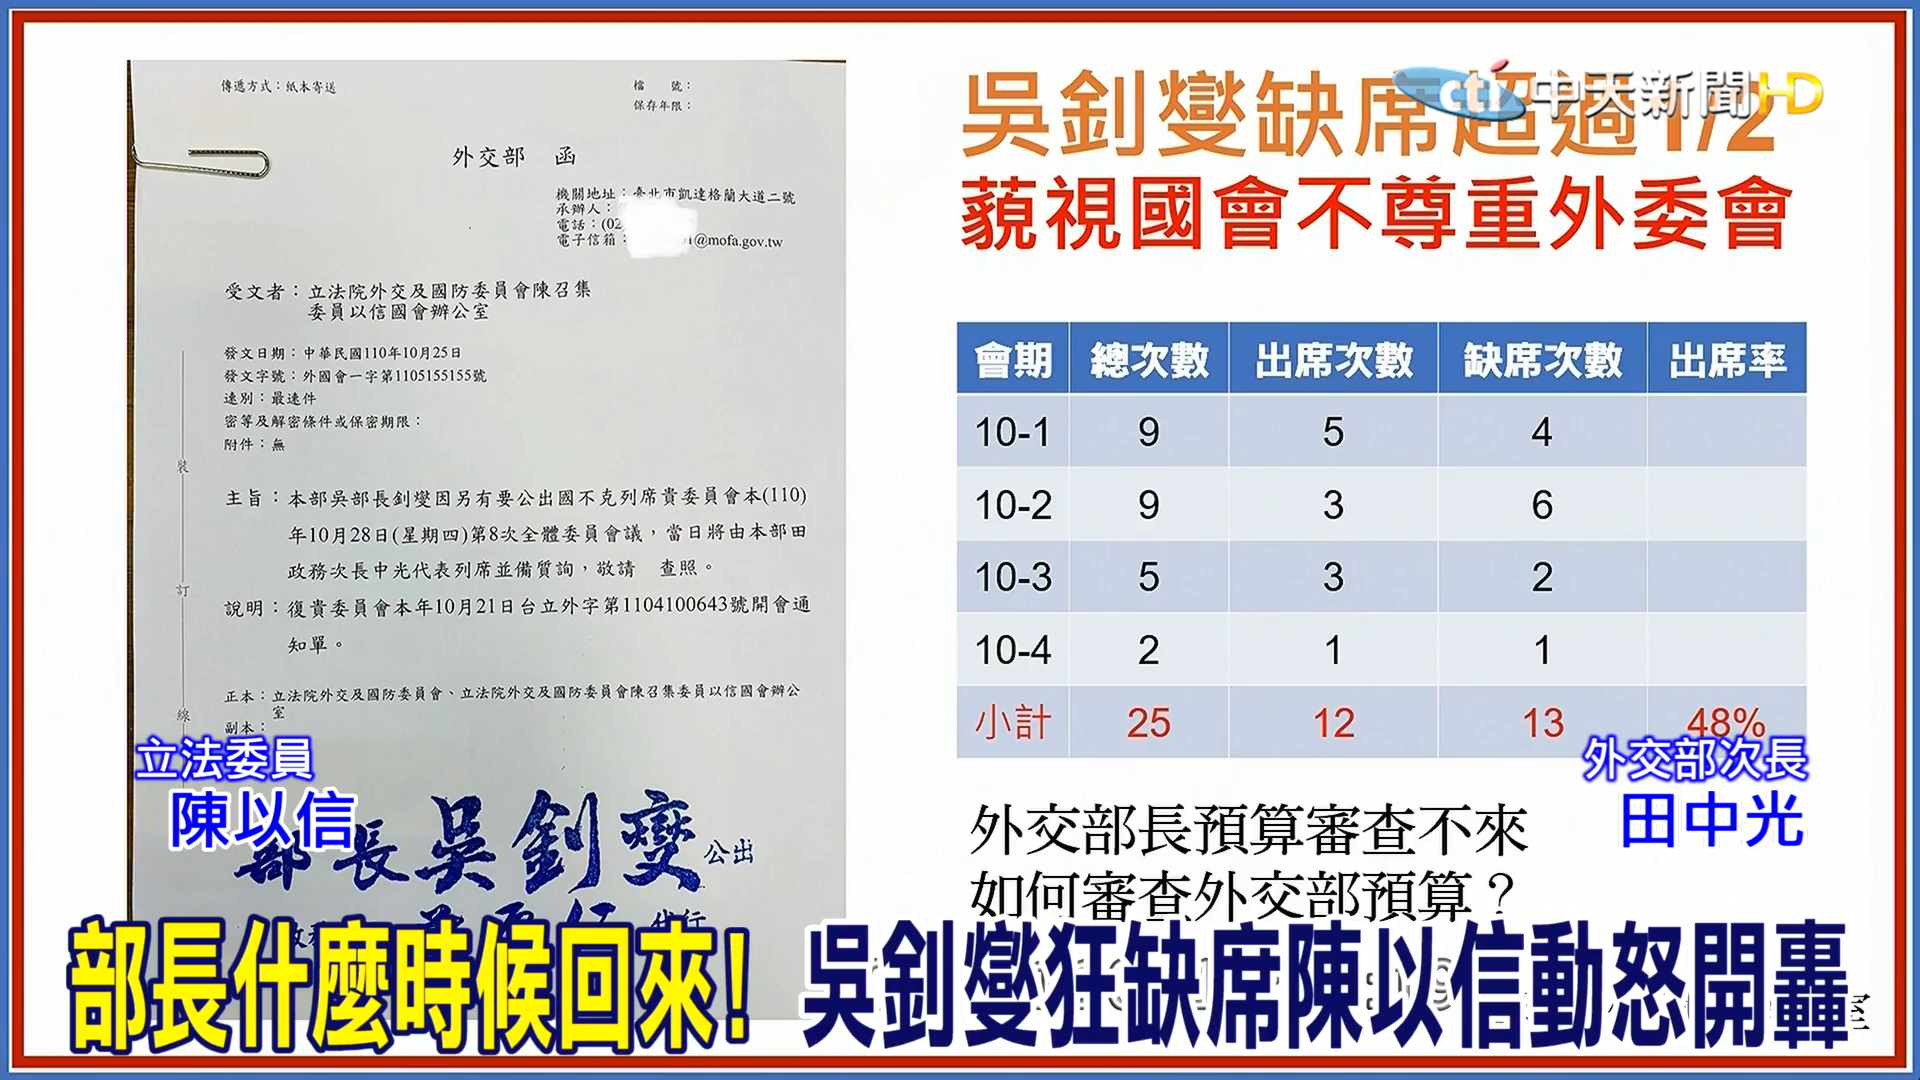 傳遞方式：紙本寄送
檔　　號：
保存年限：
外交部　函
機關地址：臺北市凱達格蘭大道二號
承辦人：
電話：(02
電子信箱：1@mofa.gov.tw
受文者：立法院外交及國防委員會陳召集
委員以信國會辦公室
發文日期：中華民國110年10月25日
發文字號：外國會一字第1105155155號
速別：最速件
密等及解密條件或保密期限：
附件：無
裝
訂
線
主旨：本部吳部長釗燮因另有要公出國不克列席貴委員會本(110)
年10月28日(星期四)第8次全體委員會議，當日將由本部田
政務次長中光代表列席並備質詢，敬請　查照。
說明：復貴委員會本年10月21日台立外字第1104100643號開會通
知單。
正本：立法院外交及國防委員會、立法院外交及國防委員會陳召集委員以信國會辦公
室
副本：
部長吳釗燮 公出
代行
立法委員
陳以信
吳釗燮缺席超過1/2
藐視國會不尊重外委會
cti中天新聞HD
會期 總次數 出席次數 缺席次數 出席率
10-1 9 5 4
10-2 9 3 6
10-3 5 3 2
10-4 2 1 1
小計 25 12 13 48%
外交部次長
田中光
外交部長預算審查不來
如何審查外交部預算？
部長什麼時候回來！ 吳釗燮狂缺席陳以信動怒開轟
室